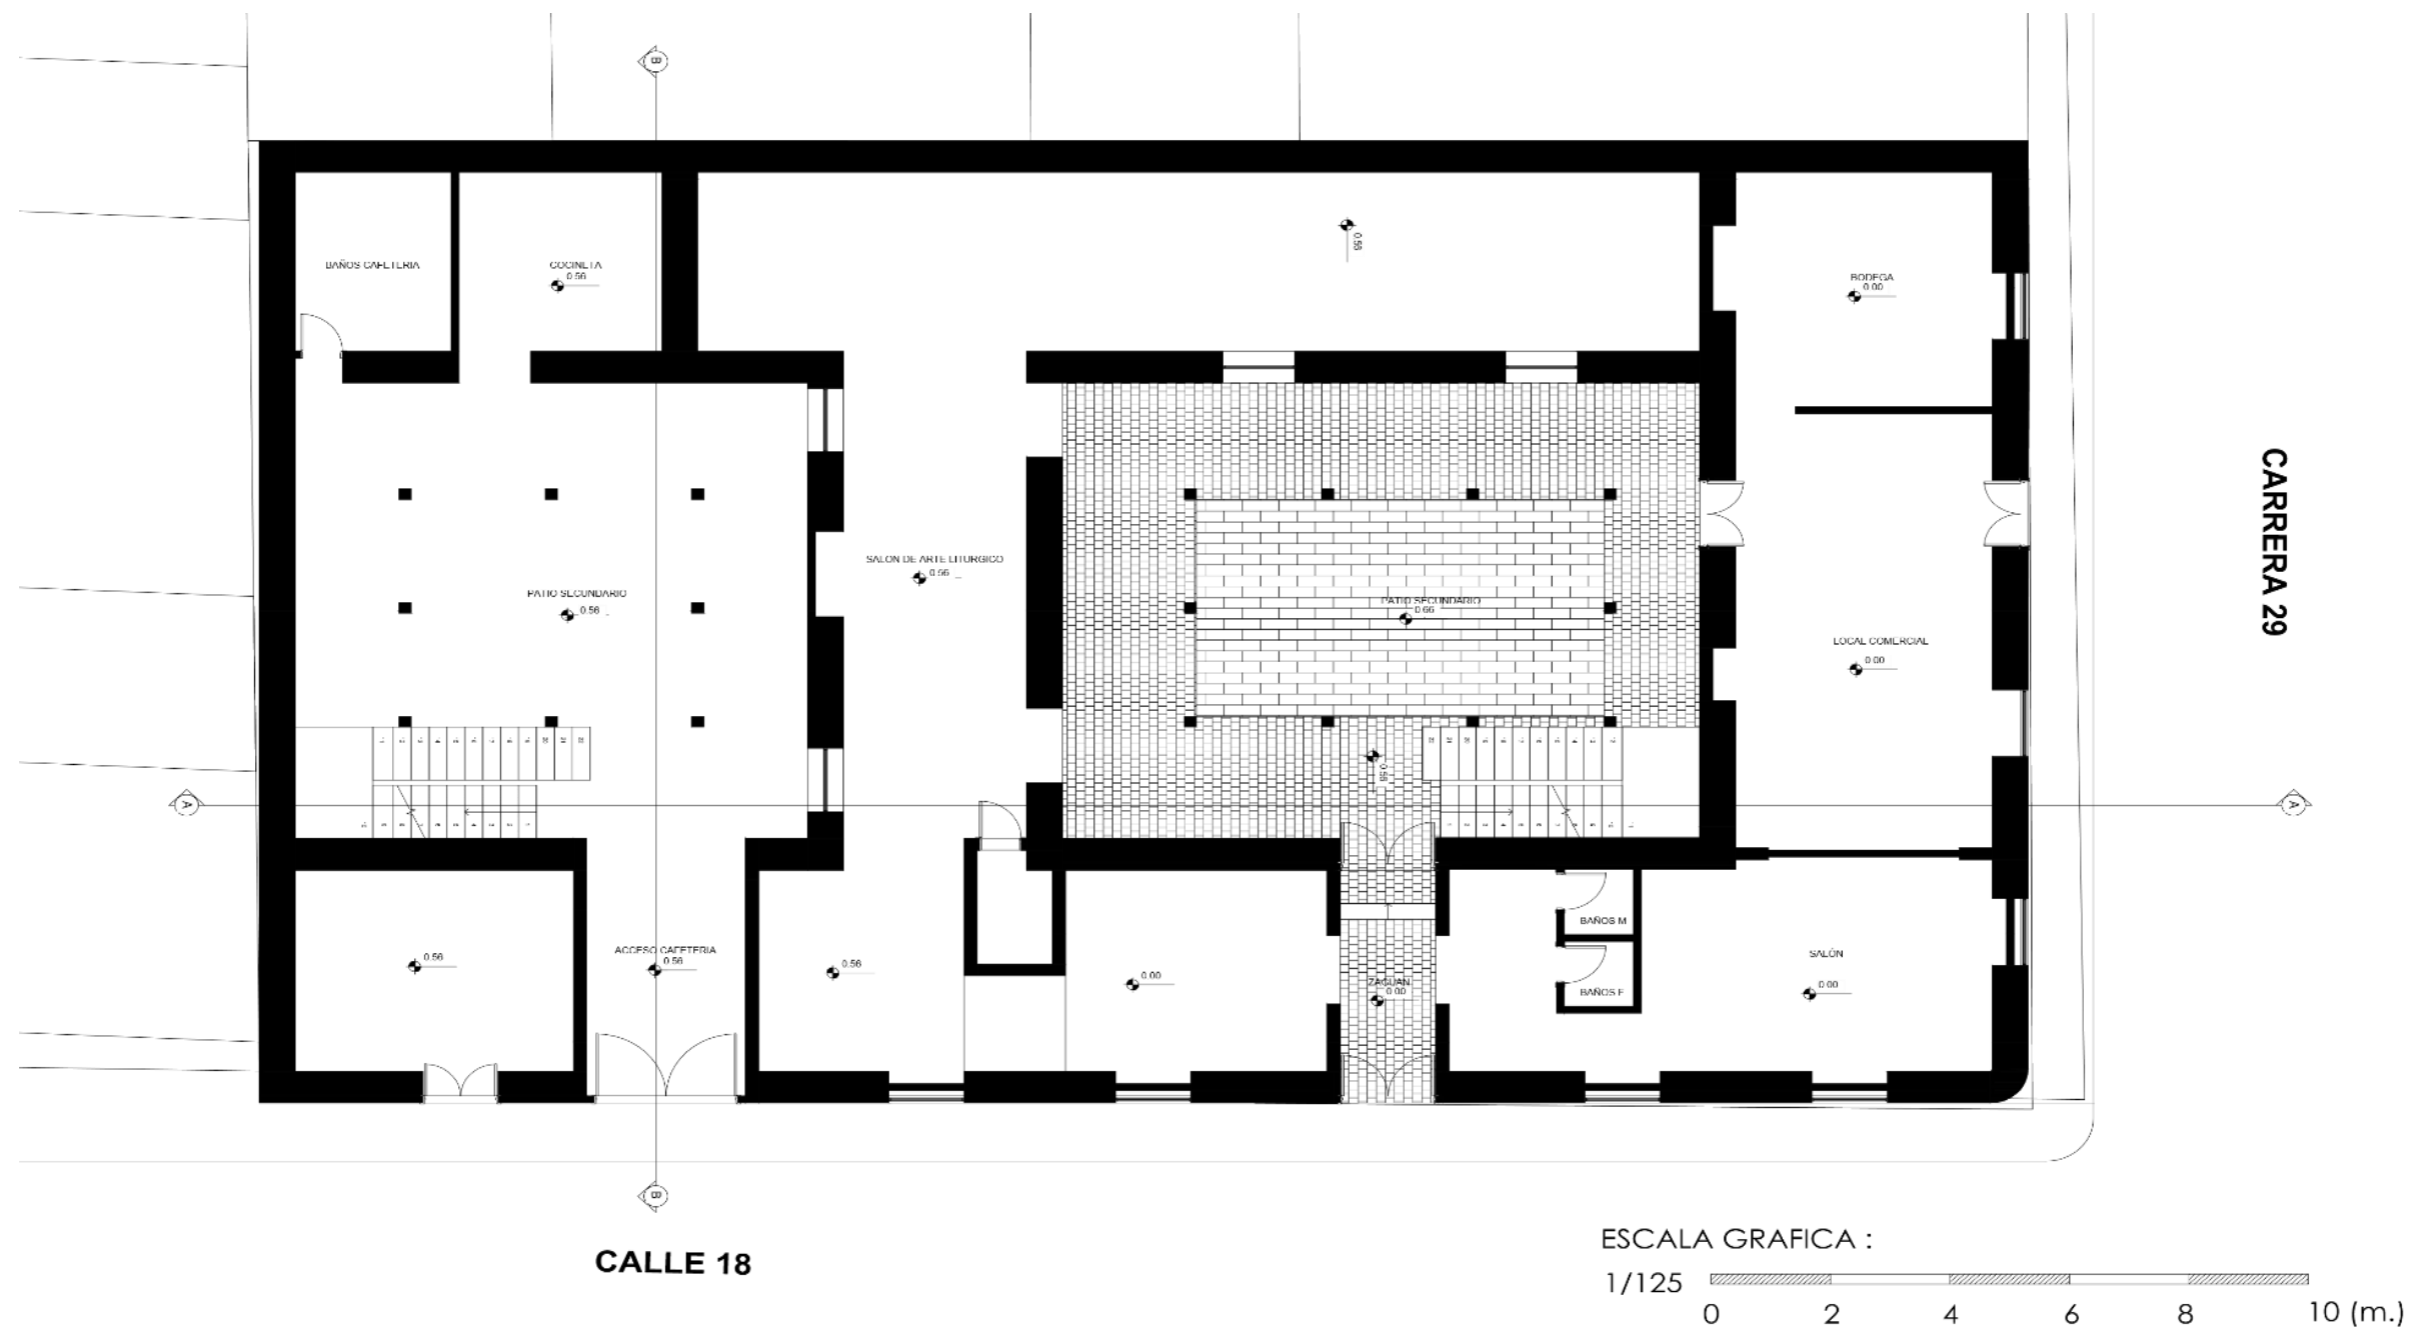 B
0.56
BAÑOS CAFETERIA
COCINETA
0.56
BODEGA
0.00
CARRERA 29
SALON DE ARTE LITURGICO
0.56
PATIO SECUNDARIO
0.56
PATIO SECUNDARIO
0.66
LOCAL COMERCIAL
0.00
0.56
A
A
BAÑOS M
ACCESO CAFETERIA
0.56
0.56
0.56
0.00
ZAGUAN
0.00
BAÑOS F
SALÓN
0.00
B
CALLE 18
ESCALA GRAFICA :
1/125
0 2 4 6 8 10 (m.)